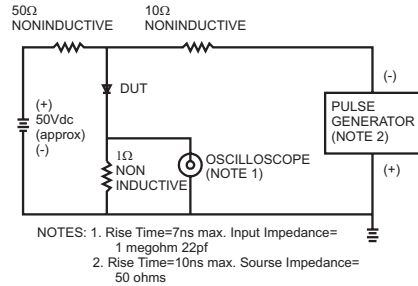 50Ω
NONINDUCTIVE
10Ω
NONINDUCTIVE
DUT
(+)
50Vdc
(approx)
(-)
1Ω
NON
INDUCTIVE
OSCILLOSCOPE
(NOTE 1)
(-)
PULSE
GENERATOR
(NOTE 2)
(+)
NOTES: 1. Rise Time=7ns max. Input Impedance=
1 megohm 22pf
2. Rise Time=10ns max. Sourse Impedance=
50 ohms